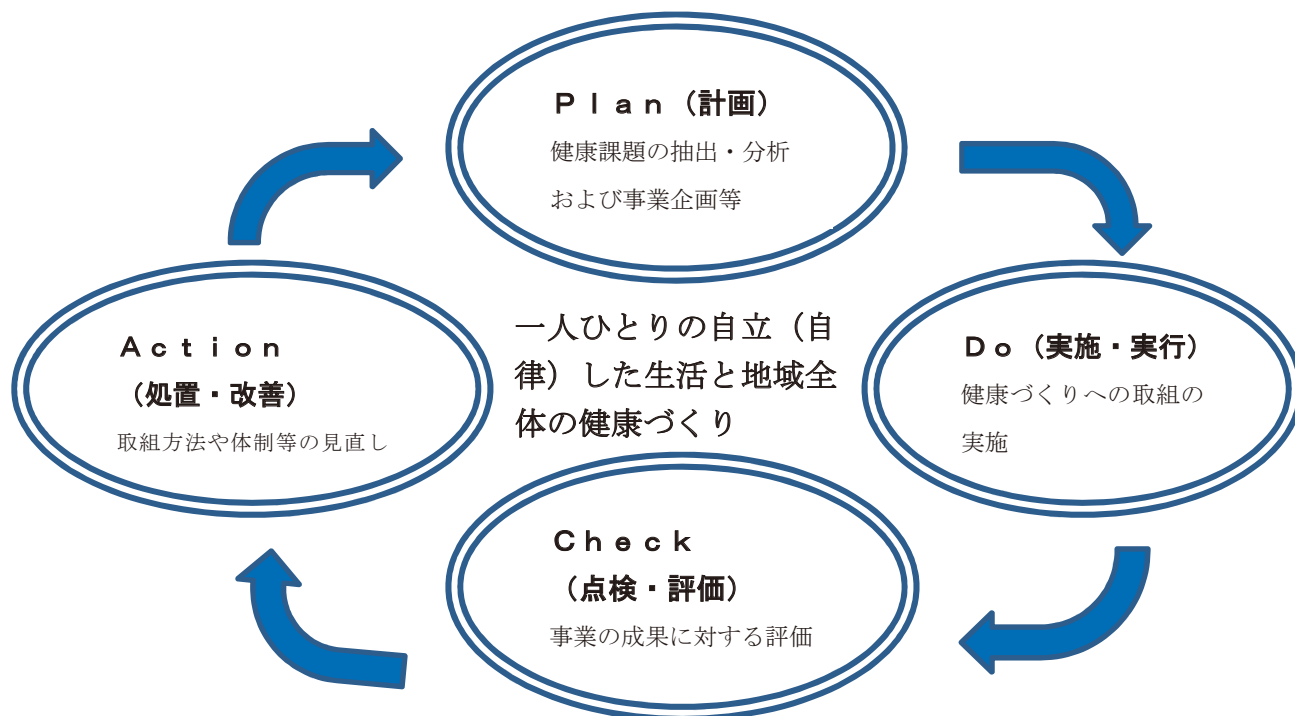 Ｐｌａｎ（計画）
健康課題の抽出・分析
および事業企画等
Ａｃｔｉｏｎ
（処置・改善）
取組方法や体制等の見直し
一人ひとりの自立（自
律）した生活と地域全
体の健康づくり
Ｄｏ（実施・実行）
健康づくりへの取組の
実施
Ｃｈｅｃｋ
（点検・評価）
事業の成果に対する評価